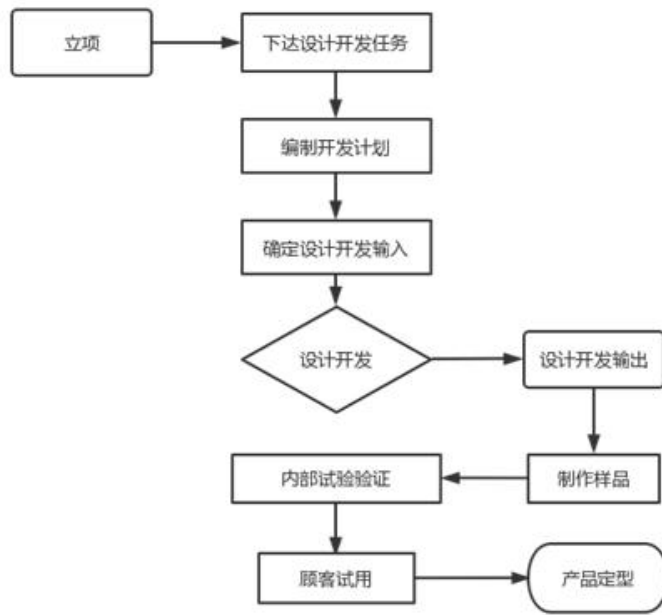 立项
下达设计开发任务
编制开发计划
确定设计开发输入
设计开发
设计开发输出
制作样品
内部试验验证
顾客试用
产品定型